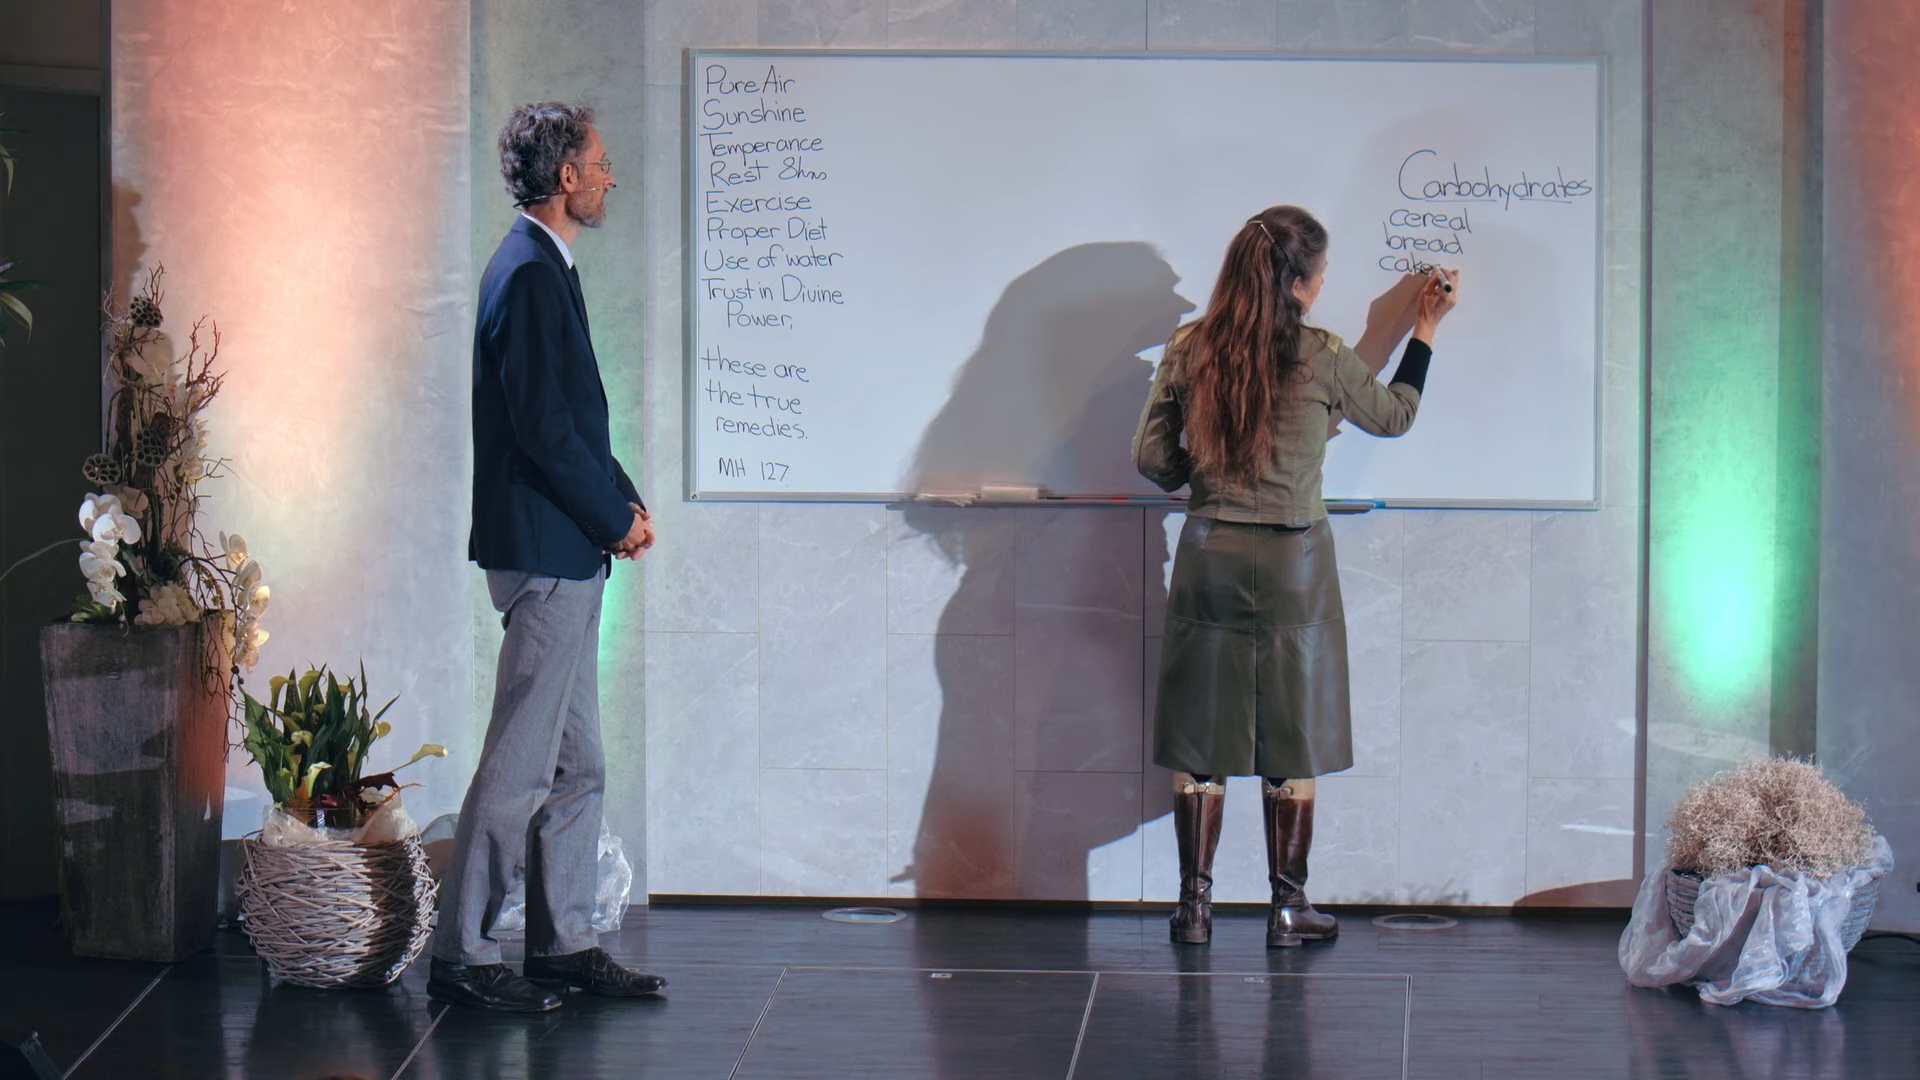 Pure Air
Sunshine
Temperance
Rest 8hrs
Exercise
Proper Diet
Use of water
Trust in Divine
Power,
these are
the true
remedies.
MH 127
Carbohydrates
cereal
bread
cake